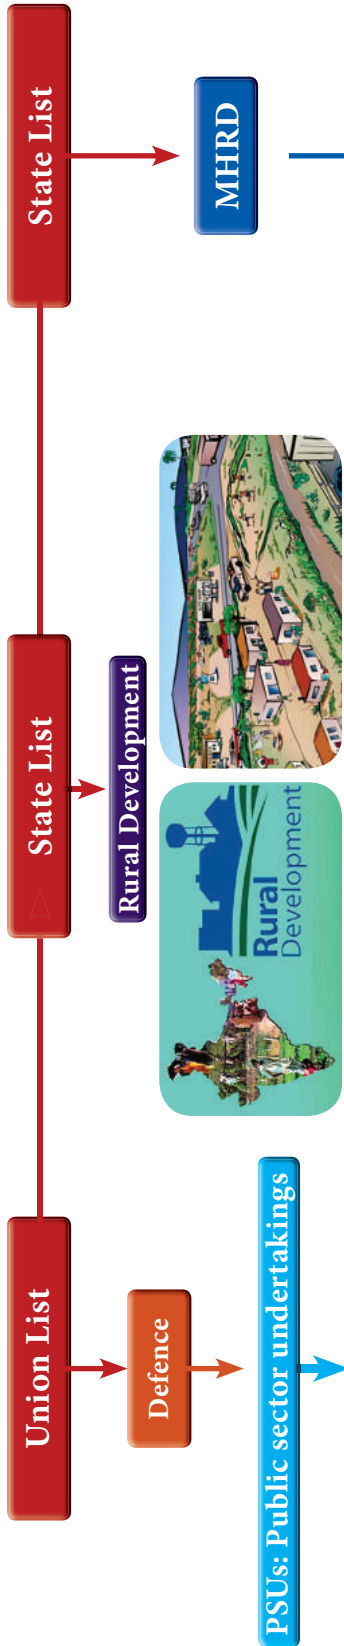 Union List
State List
State List
Defence
Rural Development
MHRD
PSUs: Public sector undertakings
Rural
Development